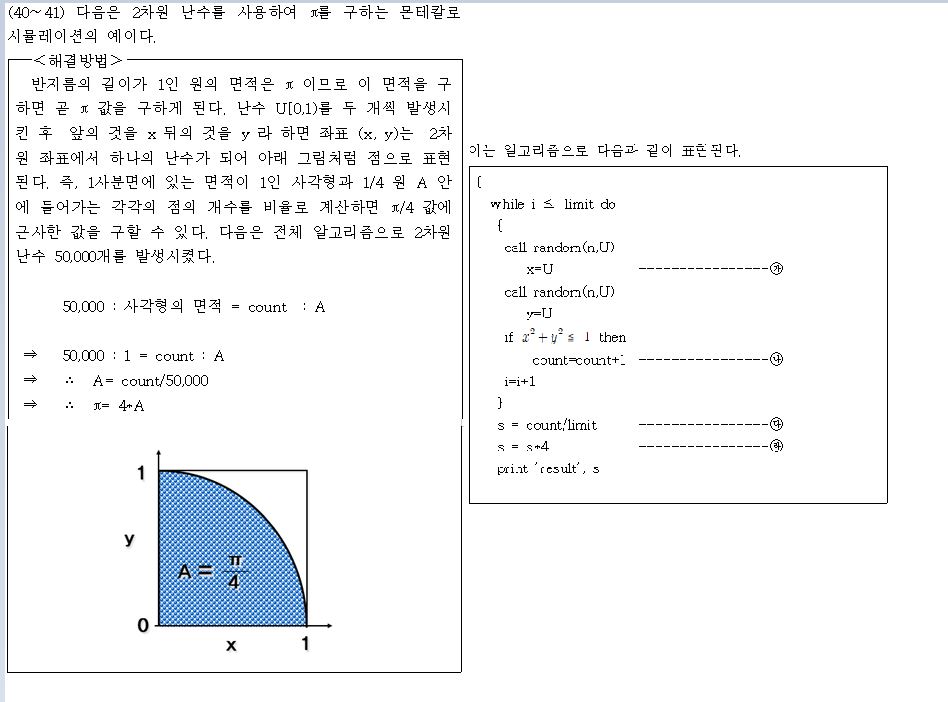 (40~41) 다음은 2차원 난수를 사용하여 π를 구하는 몬테칼로
시뮬레이션의 예이다.
<해결방법>
반지름의 길이가 1인 원의 면적은 π 이므로 이 면적을 구
하면 곧 π 값을 구하게 된다. 난수 U[0,1)를 두 개씩 발생시
킨 후 앞의 것을 x 뒤의 것을 y 라 하면 좌표 (x, y)는 2차
원 좌표에서 하나의 난수가 되어 아래 그림처럼 점으로 표현
된다. 즉, 1사분면에 있는 면적이 1인 사각형과 1/4 원 A 안
에 들어가는 각각의 점의 개수를 비율로 계산하면 π/4 값에
근사한 값을 구할 수 있다. 다음은 전체 알고리즘으로 2차원
난수 50,000개를 발생시켰다.
50,000 : 사각형의 면적 = count : A
⇒ 50,000 : 1 = count : A
⇒ ∴ A= count/50,000
⇒ ∴ π= 4*A
1
y
A = π/4
0
x 1
이는 알고리즘으로 다음과 같이 표현된다.
{
while i ≤ limit do
{
call random(n,U)
x=U ----------------㉮
call random(n,U)
y=U
if x²+y² ≤ 1 then
count=count+1 ----------------㉯
i=i+1
}
s = count/limit ----------------㉰
s = s*4 ----------------㉱
print 'result', s